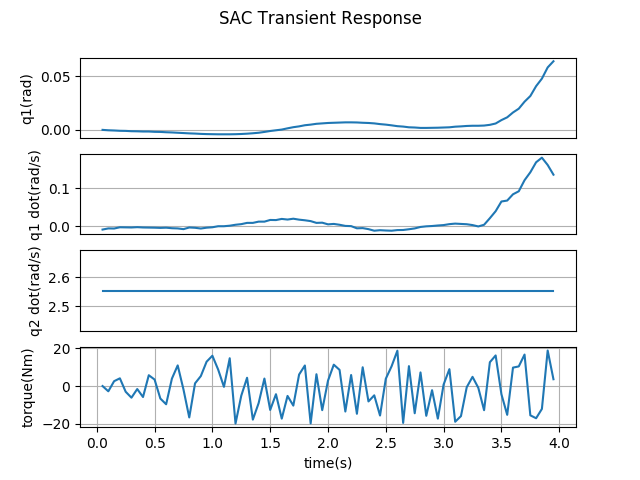 SAC Transient Response
q1(rad)
0.05
0.00
q1 dot(rad/s)
0.1
0.0
q2 dot(rad/s)
2.6
2.5
torque(Nm)
20
0
−20
0.0 0.5 1.0 1.5 2.0 2.5 3.0 3.5 4.0
time(s)